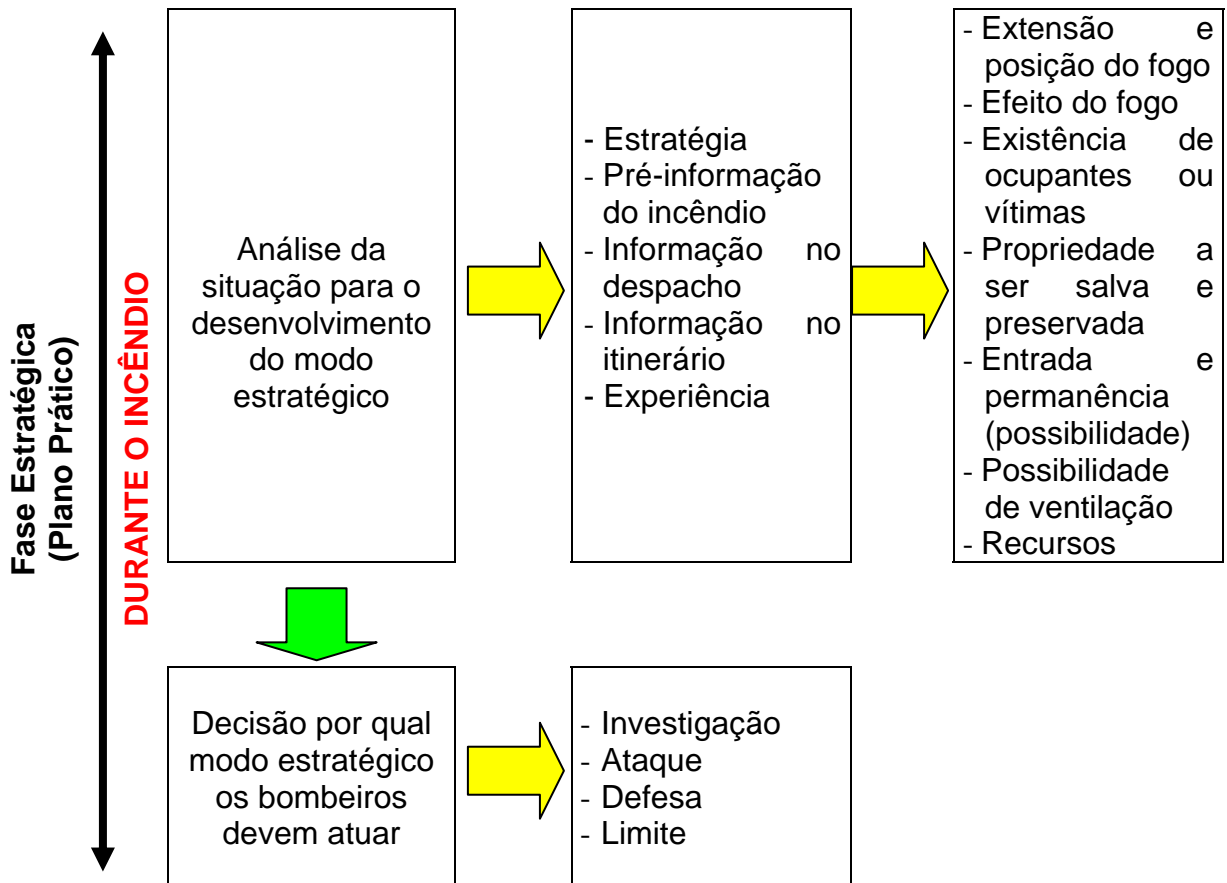 Fase Estratégica
(Plano Prático)
DURANTE O INCÊNDIO
Análise da
situação para o
desenvolvimento
do modo
estratégico
- Estratégia
- Pré-informação
do incêndio
- Informação no
despacho
- Informação no
itinerário
- Experiência
- Extensão e
posição do fogo
- Efeito do fogo
- Existência de
ocupantes ou
vítimas
- Propriedade a
ser salva e
preservada
- Entrada e
permanência
(possibilidade)
- Possibilidade
de ventilação
- Recursos
Decisão por qual
modo estratégico
os bombeiros
devem atuar
- Investigação
- Ataque
- Defesa
- Limite